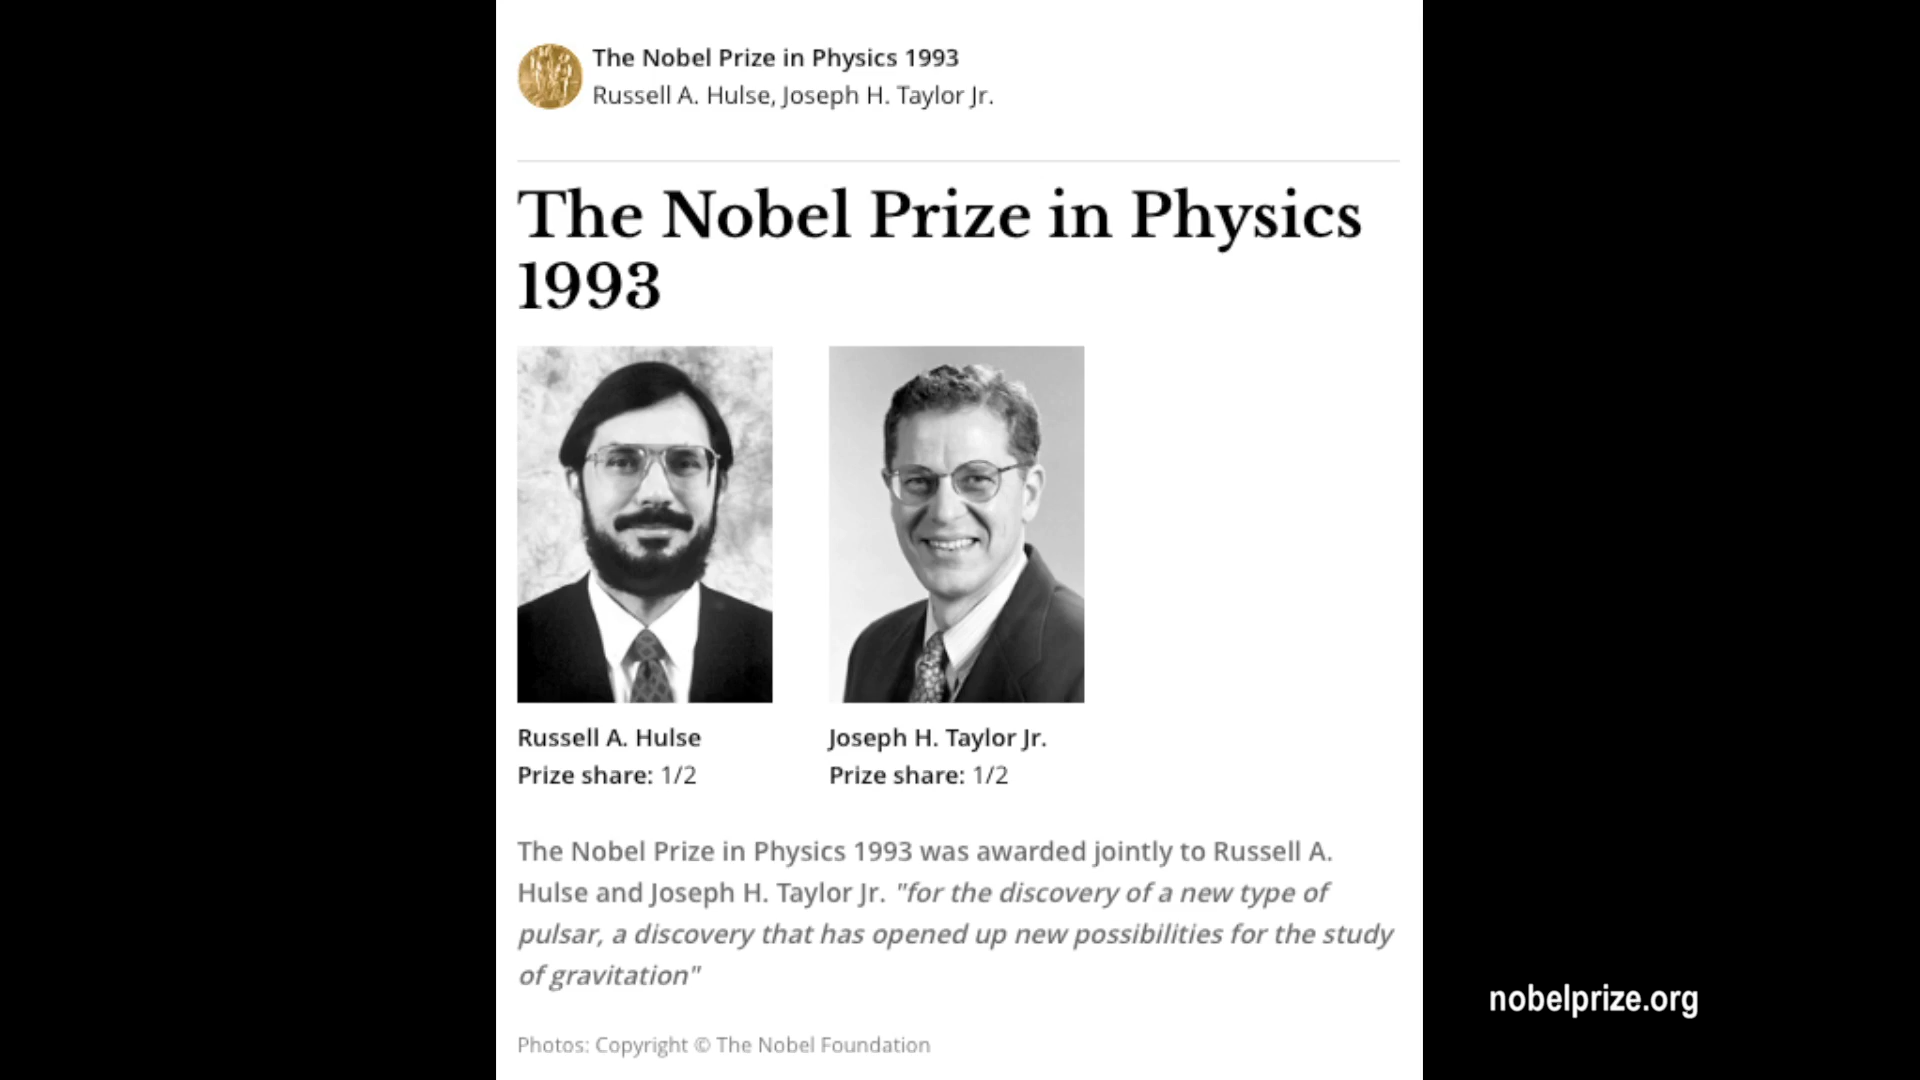 The Nobel Prize in Physics 1993
Russell A. Hulse, Joseph H. Taylor Jr.
The Nobel Prize in Physics
1993
Russell A. Hulse
Prize share: 1/2
Joseph H. Taylor Jr.
Prize share: 1/2
The Nobel Prize in Physics 1993 was awarded jointly to Russell A.
Hulse and Joseph H. Taylor Jr. "for the discovery of a new type of
pulsar, a discovery that has opened up new possibilities for the study
of gravitation"
Photos: Copyright © The Nobel Foundation
nobelprize.org